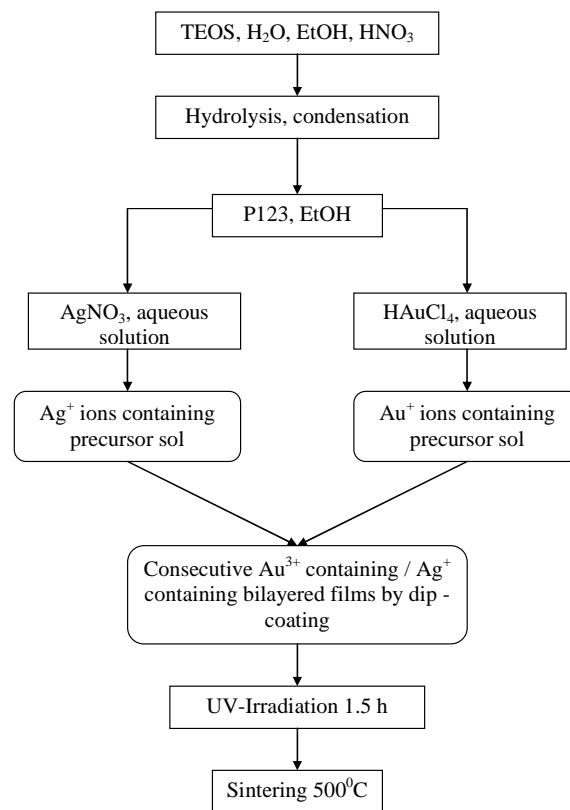 TEOS, H₂O, EtOH, HNO₃
Hydrolysis, condensation
P123, EtOH
AgNO₃, aqueous
solution
HAuCl₄, aqueous
solution
Ag⁺ ions containing
precursor sol
Au⁺ ions containing
precursor sol
Consecutive Au³⁺ containing / Ag⁺
containing bilayered films by dip -
coating
UV-Irradiation 1.5 h
Sintering 500⁰C